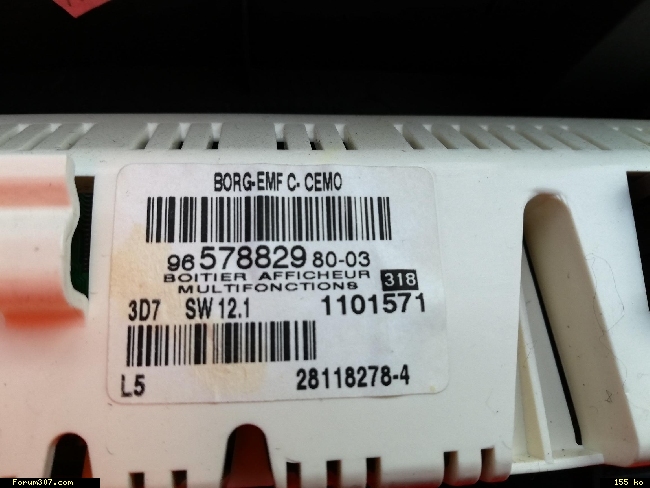 BORG-EMF C- CEMO
96 578829 80-03
BOITIER AFFICHEUR
MULTIFONCTIONS 318
3D7 SW 12.1 1101571
L5 28118278-4
Forum307.com 155 ko